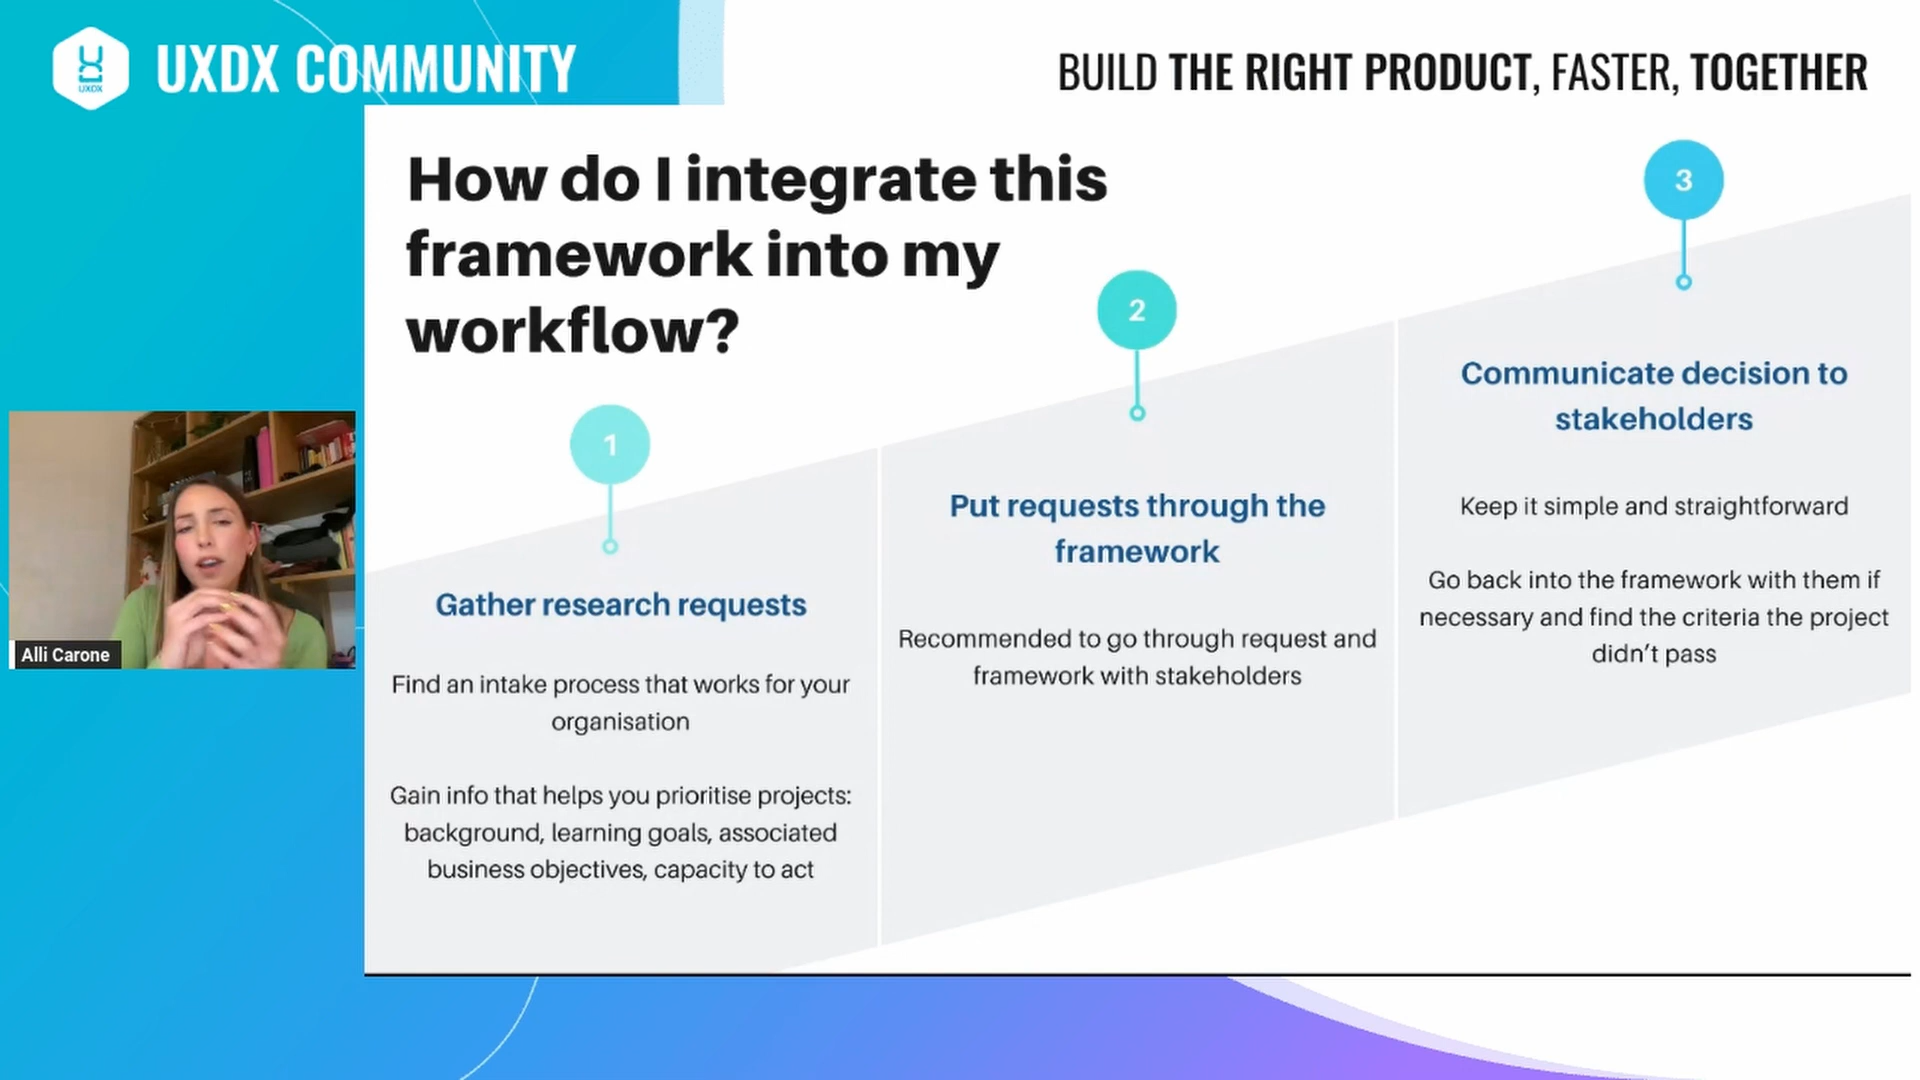 UXDX
UXDX COMMUNITY
BUILD THE RIGHT PRODUCT, FASTER, TOGETHER
How do I integrate this
framework into my
workflow?
1
Gather research requests
Find an intake process that works for your
organisation
Gain info that helps you prioritise projects:
background, learning goals, associated
business objectives, capacity to act
2
Put requests through the
framework
Recommended to go through request and
framework with stakeholders
3
Communicate decision to
stakeholders
Keep it simple and straightforward
Go back into the framework with them if
necessary and find the criteria the project
didn’t pass
Alli Carone